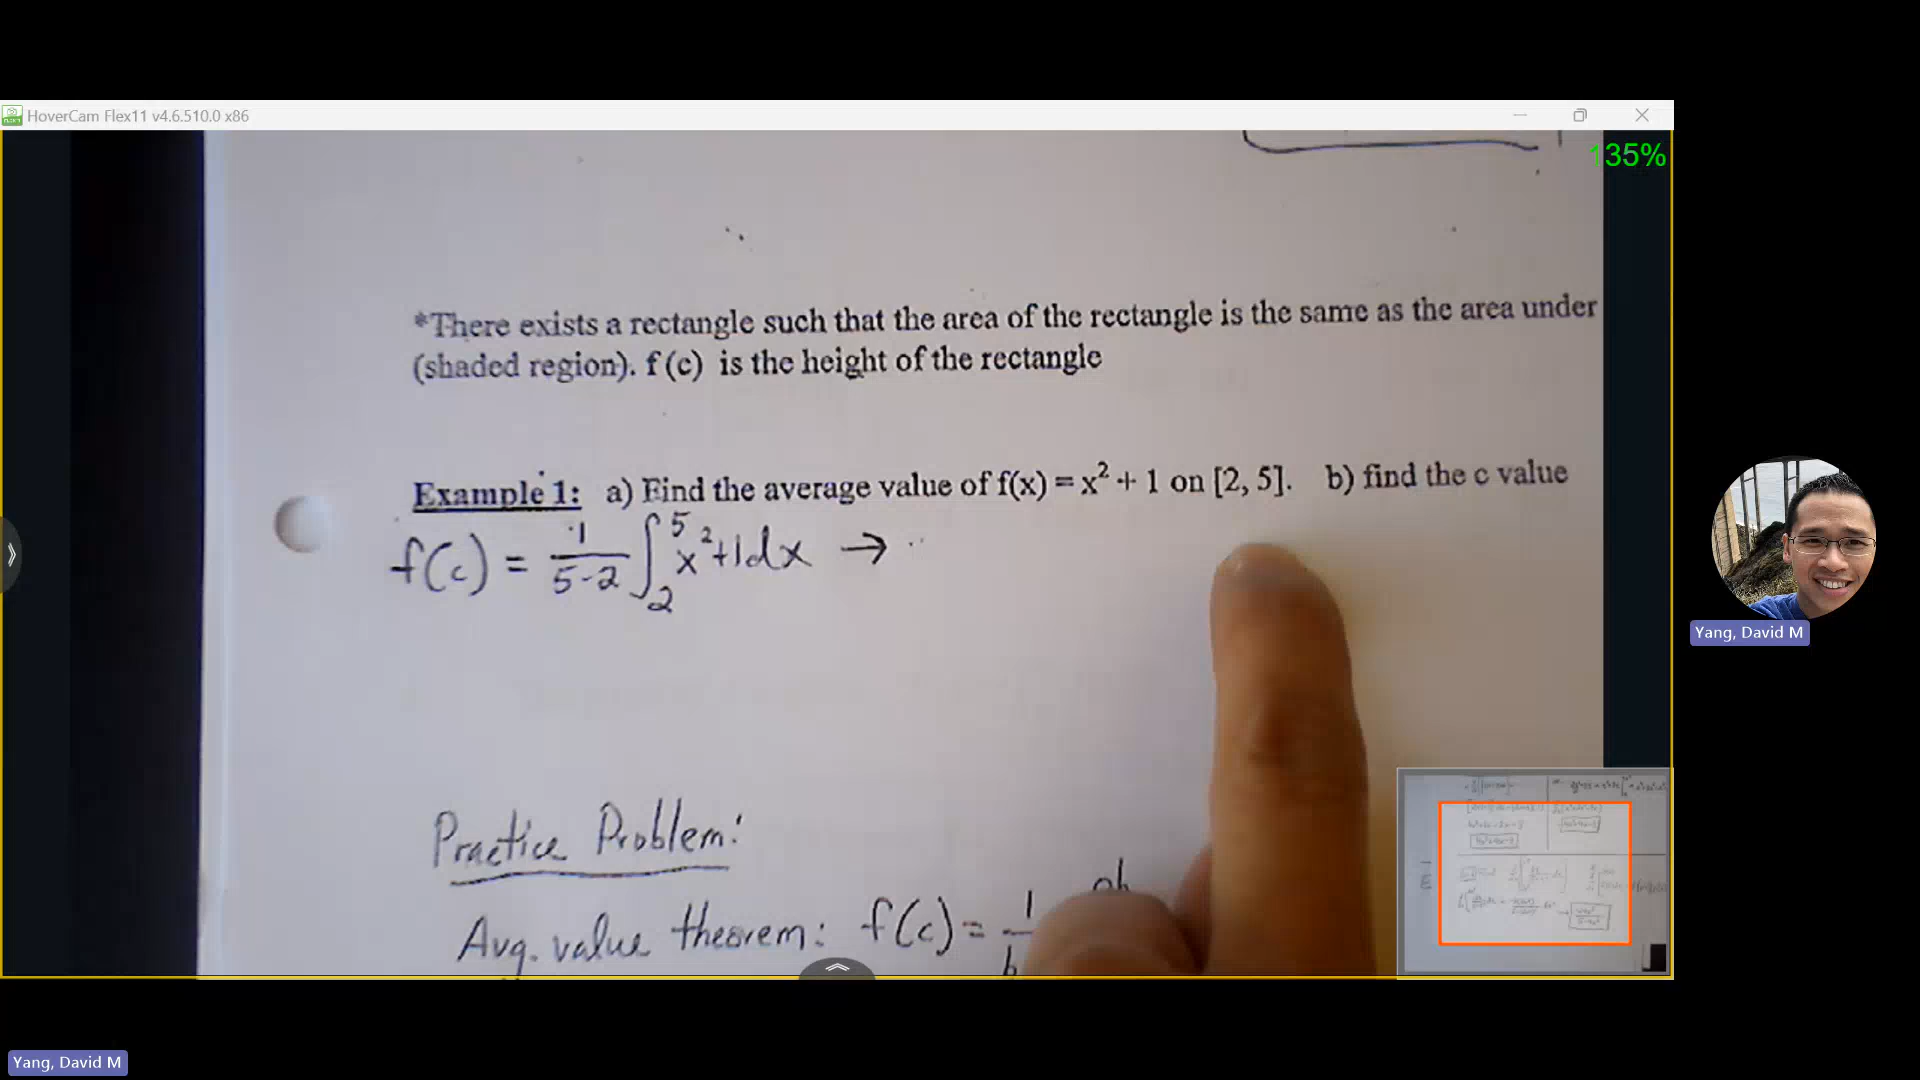 HoverCam Flex11 v4.6.510.0 x86
135%
*There exists a rectangle such that the area of the rectangle is the same as the area under
(shaded region). f(c) is the height of the rectangle
Example 1: a) Find the average value of f(x) = x² + 1 on [2, 5]. b) find the c value
f(c) = 1/(5-2) ∫₂⁵ x²+1dx →
Practice Problem:
Avg. value theorem: f(c) = 1/b
Yang, David M
Yang, David M